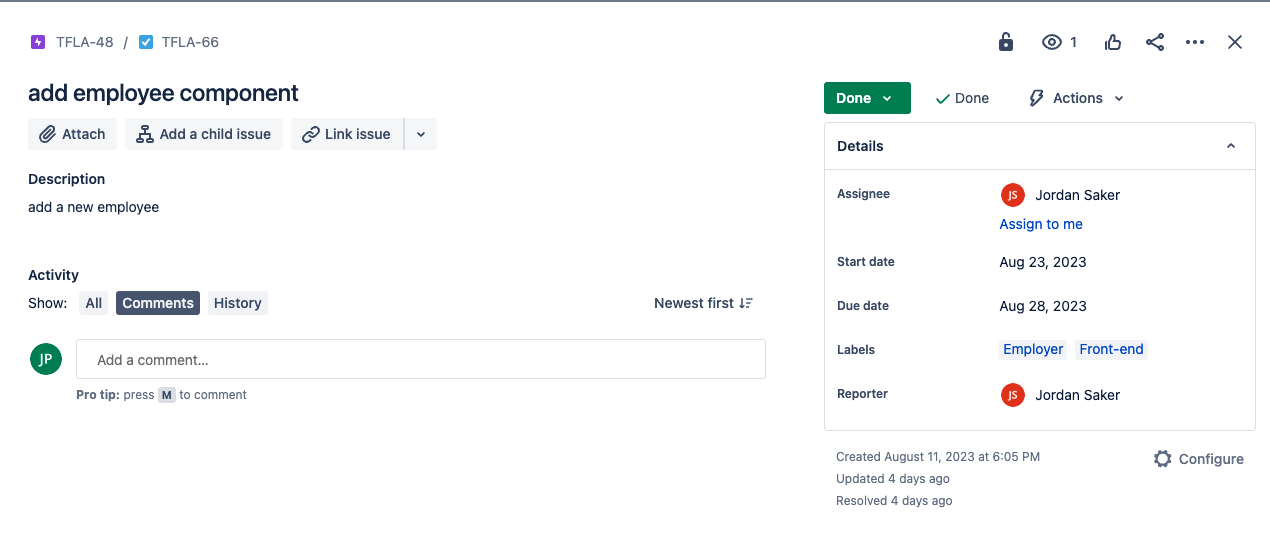 TFLA-48 / TFLA-66
1
add employee component
Done
Done
Actions
Attach
Add a child issue
Link issue
Description
add a new employee
Activity
Show: All Comments History
Newest first
JP
Add a comment...
Pro tip: press M to comment
Details
Assignee
JS Jordan Saker
Assign to me
Start date
Aug 23, 2023
Due date
Aug 28, 2023
Labels
Employer Front-end
Reporter
JS Jordan Saker
Created August 11, 2023 at 6:05 PM
Updated 4 days ago
Resolved 4 days ago
Configure